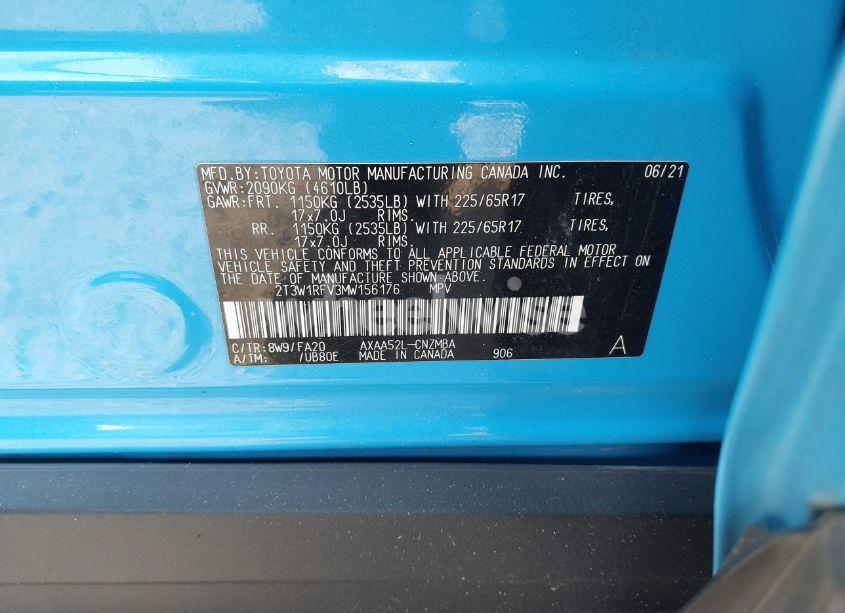 MFD.BY:TOYOTA MOTOR MANUFACTURING CANADA INC. 06/21
GVWR:2090KG (4610LB)
GAWR:FRT. 1150KG (2535LB) WITH 225/65R17 TIRES,
17x7.0J RIMS.
RR. 1150KG (2535LB) WITH 225/65R17 TIRES,
17x7.0J RIMS.
THIS VEHICLE CONFORMS TO ALL APPLICABLE FEDERAL MOTOR
VEHICLE SAFETY AND THEFT PREVENTION STANDARDS IN EFFECT ON
THE DATE OF MANUFACTURE SHOWN ABOVE.
2T3W1RFV3MW156176 MPV
C/TR:8W9/FA20 AXAA52L-CNZMBA
A/TM: /UB80E MADE IN CANADA 906 A